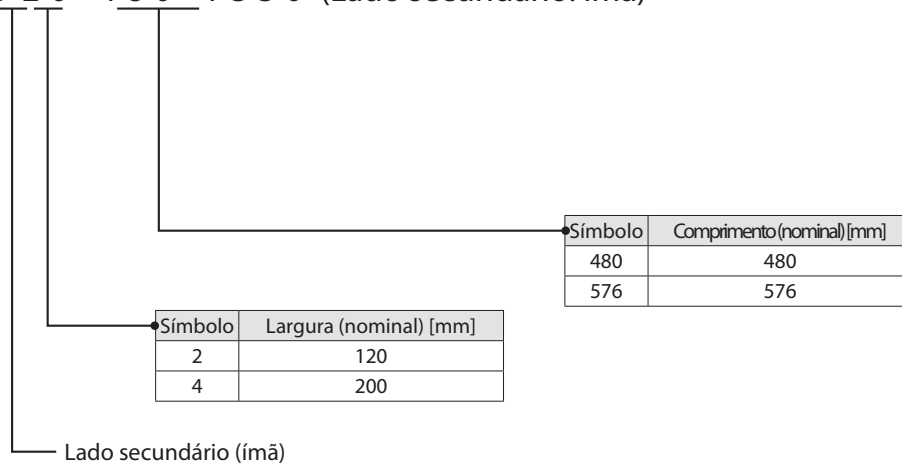 (Lado secundário: ímã)
Símbolo Comprimento (nominal) [mm]
480 480
576 576
Símbolo Largura (nominal) [mm]
2 120
4 200
Lado secundário (ímã)